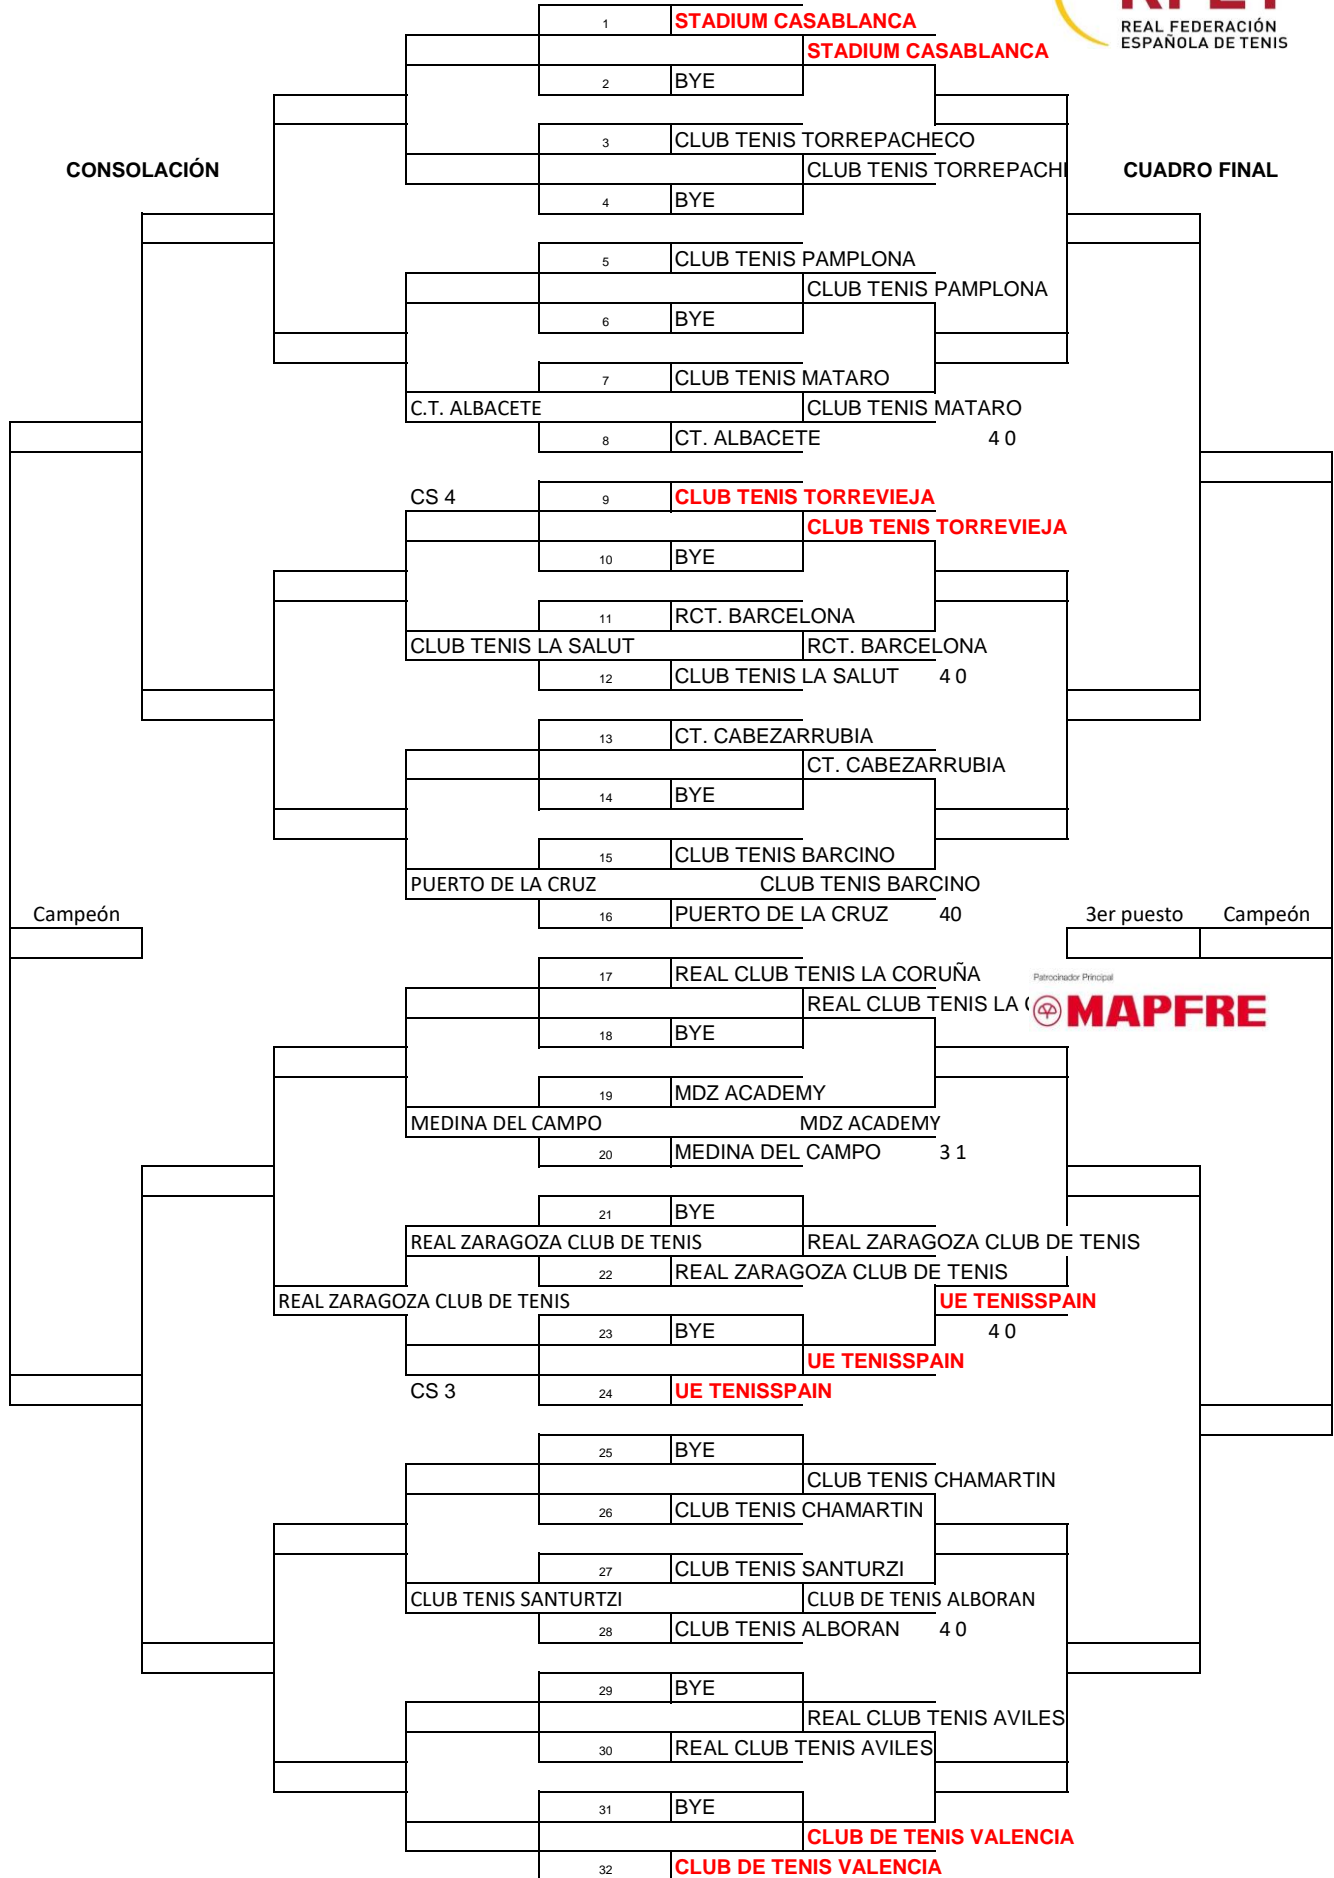 1 STADIUM CASABLANCA
REAL FEDERACIÓN
ESPAÑOLA DE TENIS
STADIUM CASABLANCA
2 BYE
3 CLUB TENIS TORREPACHECO
CONSOLACIÓN CLUB TENIS TORREPACH CUADRO FINAL
4 BYE
5 CLUB TENIS PAMPLONA
CLUB TENIS PAMPLONA
6 BYE
7 CLUB TENIS MATARO
C.T. ALBACETE CLUB TENIS MATARO
8 CT. ALBACETE 4 0
CS 4 9 CLUB TENIS TORREVIEJA
CLUB TENIS TORREVIEJA
10 BYE
11 RCT. BARCELONA
CLUB TENIS LA SALUT RCT. BARCELONA
12 CLUB TENIS LA SALUT 4 0
13 CT. CABEZARRUBIA
CT. CABEZARRUBIA
14 BYE
15 CLUB TENIS BARCINO
PUERTO DE LA CRUZ CLUB TENIS BARCINO
Campeón 16 PUERTO DE LA CRUZ 40 3er puesto Campeón
17 REAL CLUB TENIS LA CORUÑA
Patrocinador Principal
REAL CLUB TENIS LA
MAPFRE
18 BYE
19 MDZ ACADEMY
MEDINA DEL CAMPO MDZ ACADEMY
20 MEDINA DEL CAMPO 3 1
21 BYE
REAL ZARAGOZA CLUB DE TENIS REAL ZARAGOZA CLUB DE TENIS
22 REAL ZARAGOZA CLUB DE TENIS
REAL ZARAGOZA CLUB DE TENIS UE TENISSPAIN
23 BYE 4 0
UE TENISSPAIN
CS 3 24 UE TENISSPAIN
25 BYE
CLUB TENIS CHAMARTIN
26 CLUB TENIS CHAMARTIN
27 CLUB TENIS SANTURZI
CLUB TENIS SANTURTZI CLUB DE TENIS ALBORAN
28 CLUB TENIS ALBORAN 4 0
29 BYE
REAL CLUB TENIS AVILES
30 REAL CLUB TENIS AVILES
31 BYE
CLUB DE TENIS VALENCIA
32 CLUB DE TENIS VALENCIA